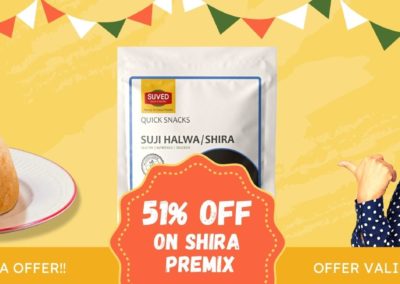 SUVED
QUICK SNACKS
SUJI HALWA/SHIRA
51% OFF
ON SHIRA
PREMIX
A OFFER!!
OFFER VALI